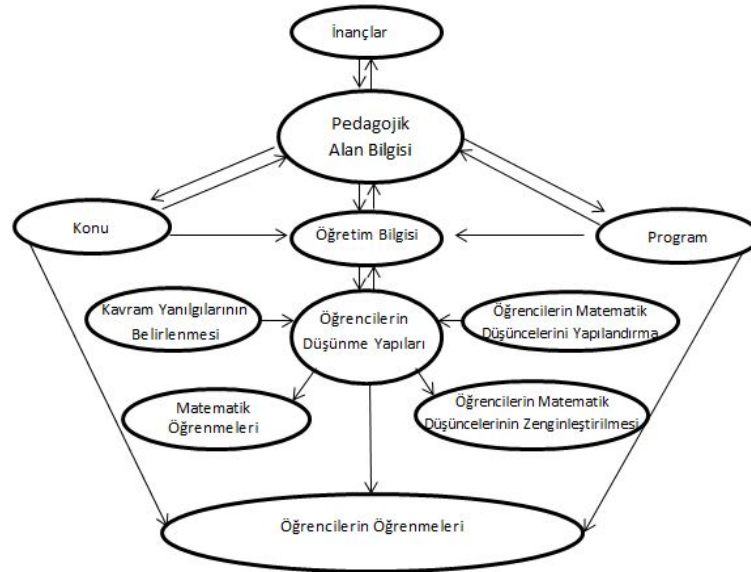 İnançlar
Pedagojik
Alan Bilgisi
Konu
Öğretim Bilgisi
Program
Kavram Yanılgılarının
Belirlenmesi
Öğrencilerin
Düşünme Yapıları
Öğrencilerin Matematik
Düşüncelerini Yapılandırma
Matematik
Öğrenmeleri
Öğrencilerin Matematik
Düşüncelerinin Zenginleştirilmesi
Öğrencilerin Öğrenmeleri